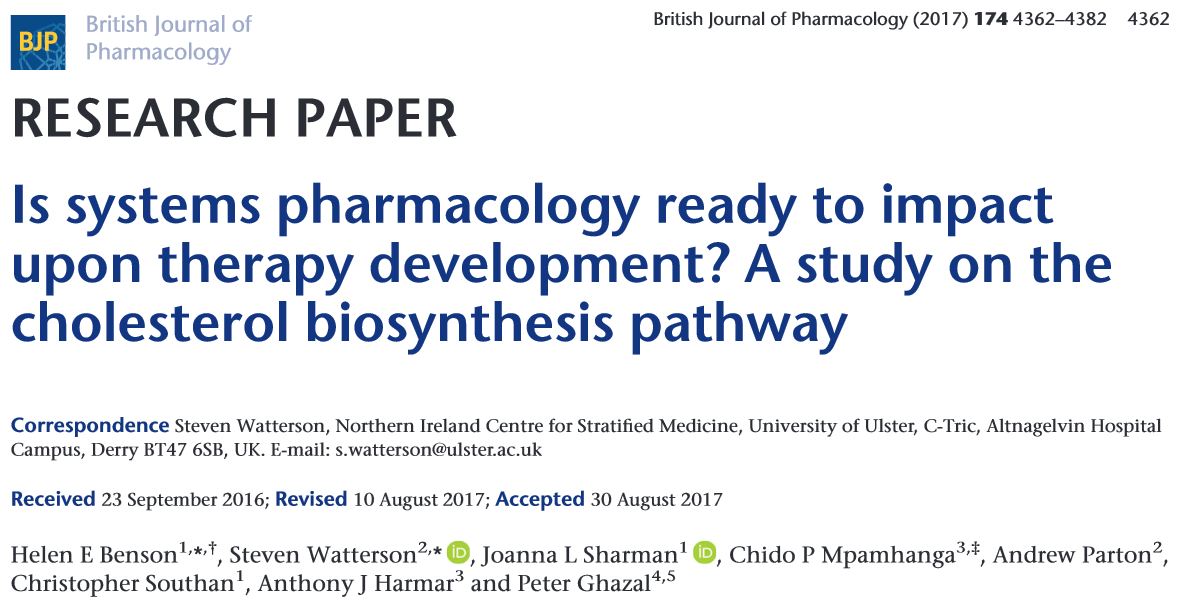 BJP
British Journal of
Pharmacology
British Journal of Pharmacology (2017) 174 4362–4382 4362
RESEARCH PAPER
Is systems pharmacology ready to impact
upon therapy development? A study on the
cholesterol biosynthesis pathway
Correspondence Steven Watterson, Northern Ireland Centre for Stratified Medicine, University of Ulster, C-Tric, Altnagelvin Hospital
Campus, Derry BT47 6SB, UK. E-mail: s.watterson@ulster.ac.uk
Received 23 September 2016; Revised 10 August 2017; Accepted 30 August 2017
Helen E Benson¹,*,†, Steven Watterson²,* iD, Joanna L Sharman¹ iD, Chido P Mpamhanga³,‡, Andrew Parton²,
Christopher Southan¹, Anthony J Harmar³ and Peter Ghazal⁴,⁵